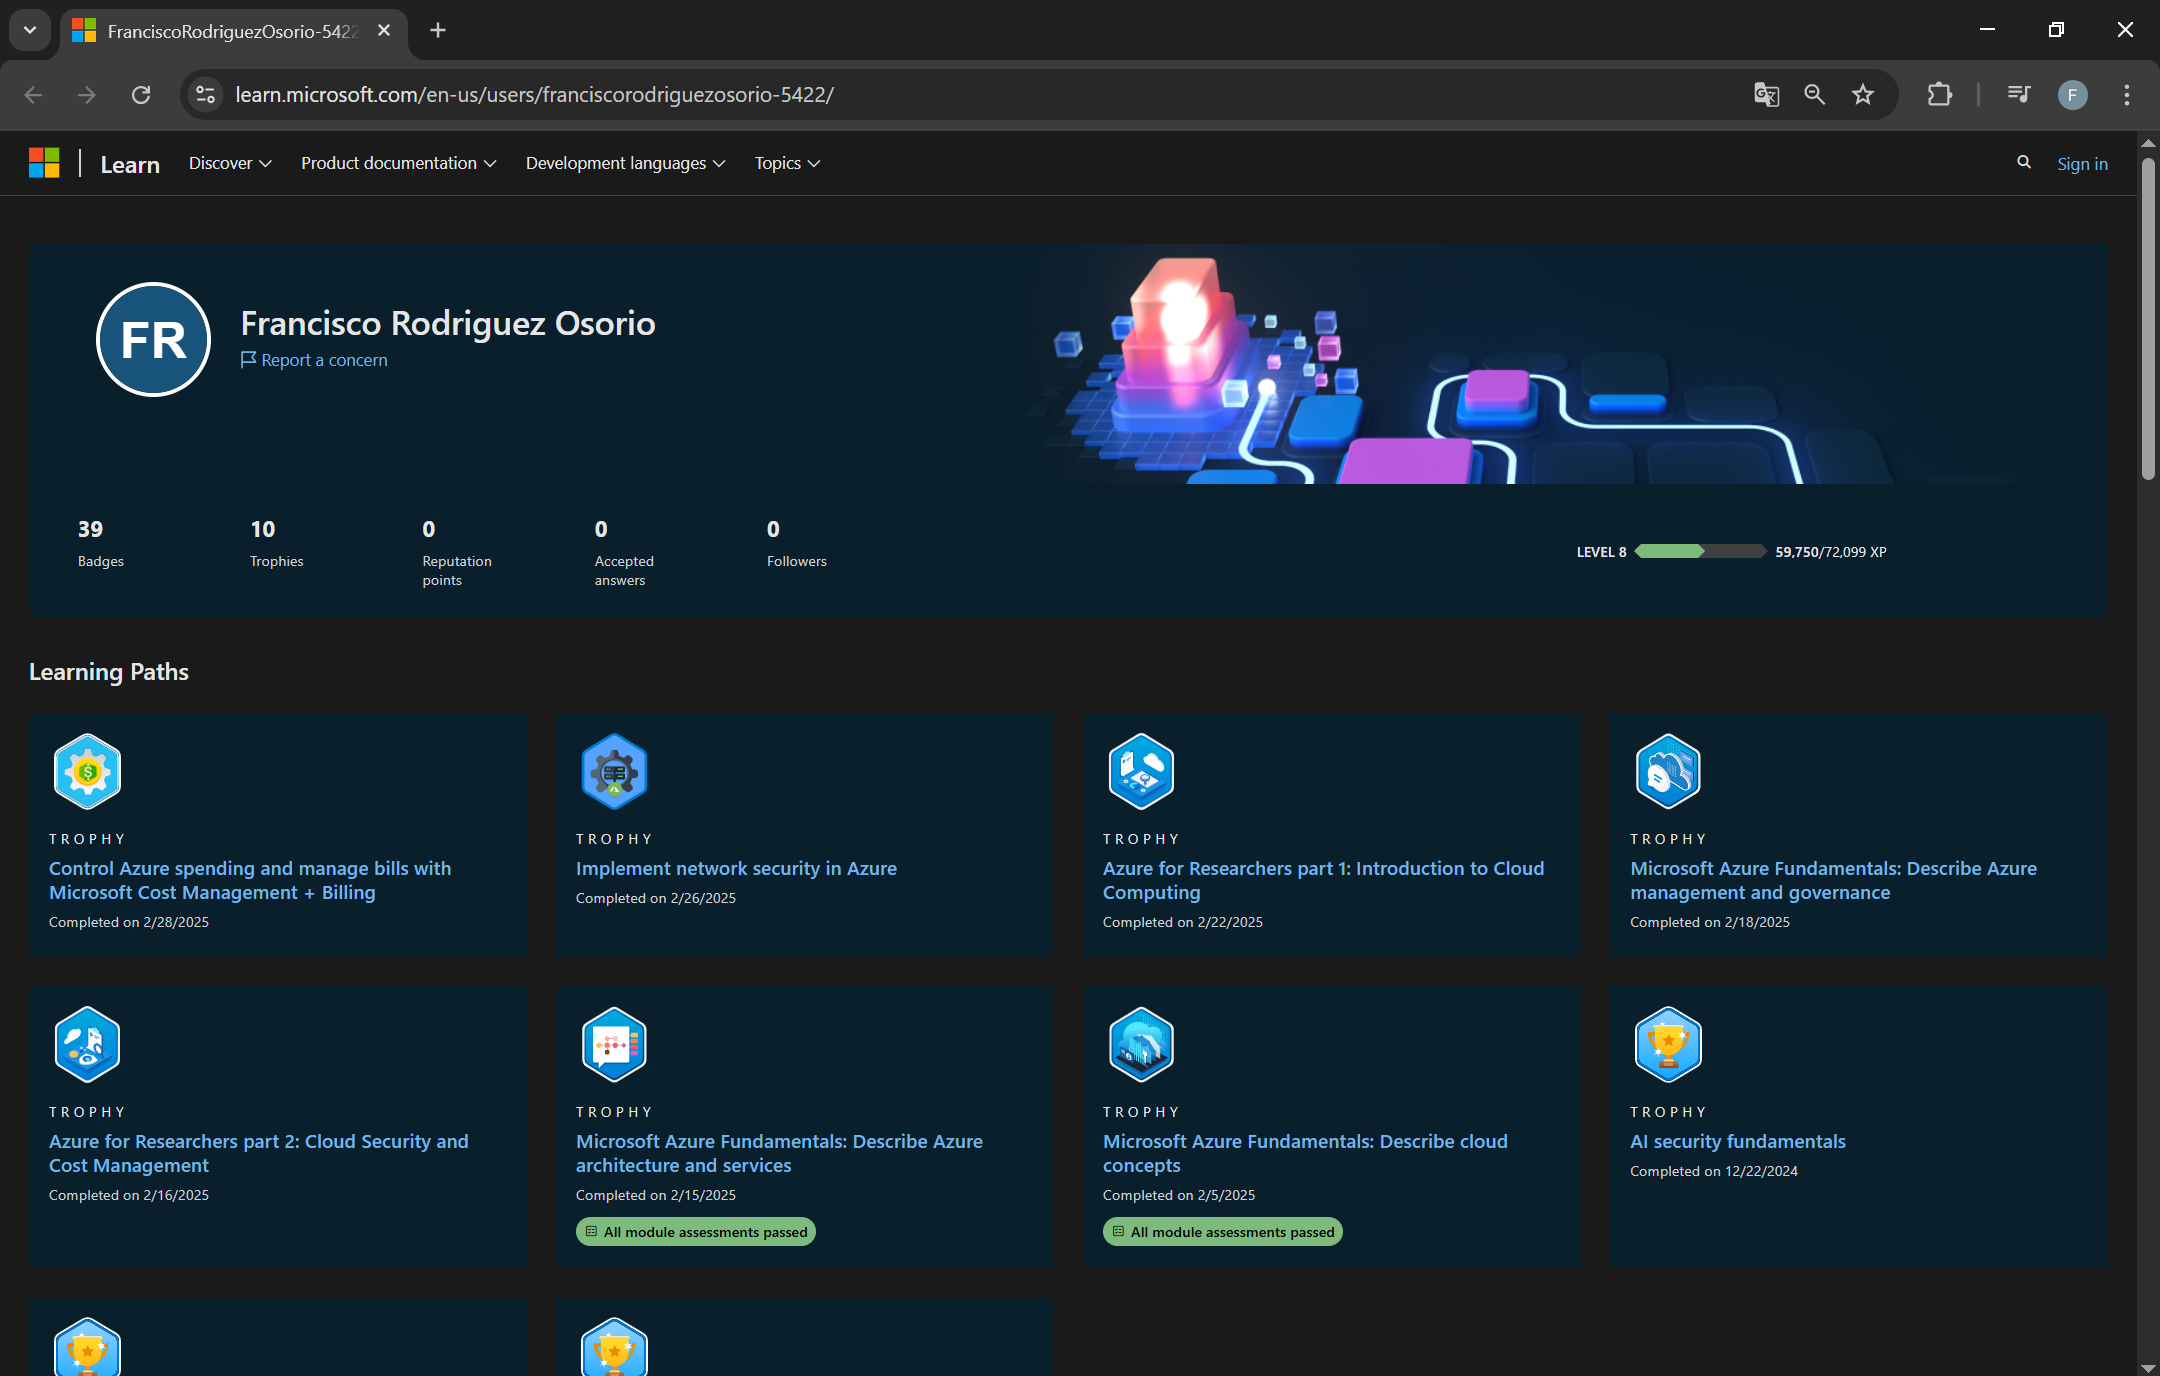 FranciscoRodriguezOsorio-5422
learn.microsoft.com/en-us/users/franciscorodriguezosorio-5422/
F
Learn
Discover
Product documentation
Development languages
Topics
Sign in
FR
Francisco Rodriguez Osorio
Report a concern
39
Badges
10
Trophies
0
Reputation
points
0
Accepted
answers
0
Followers
LEVEL 8
59,750/72,099 XP
Learning Paths
TROPHY
Control Azure spending and manage bills with
Microsoft Cost Management + Billing
Completed on 2/28/2025
TROPHY
Implement network security in Azure
Completed on 2/26/2025
TROPHY
Azure for Researchers part 1: Introduction to Cloud
Computing
Completed on 2/22/2025
TROPHY
Microsoft Azure Fundamentals: Describe Azure
management and governance
Completed on 2/18/2025
TROPHY
Azure for Researchers part 2: Cloud Security and
Cost Management
Completed on 2/16/2025
TROPHY
Microsoft Azure Fundamentals: Describe Azure
architecture and services
Completed on 2/15/2025
All module assessments passed
TROPHY
Microsoft Azure Fundamentals: Describe cloud
concepts
Completed on 2/5/2025
All module assessments passed
TROPHY
AI security fundamentals
Completed on 12/22/2024